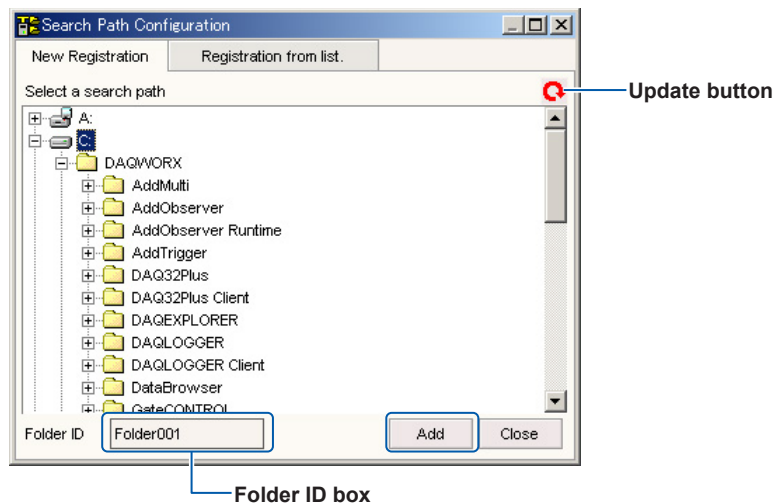 Search Path Configuration
New Registration
Registration from list.
Select a search path
Update button
A:
C:
DAQWORX
AddMulti
AddObserver
AddObserver Runtime
AddTrigger
DAQ32Plus
DAQ32Plus Client
DAQEXPLORER
DAQLOGGER
DAQLOGGER Client
DataBrowser
GateCONTROL
Folder ID
Folder001
Add
Close
Folder ID box